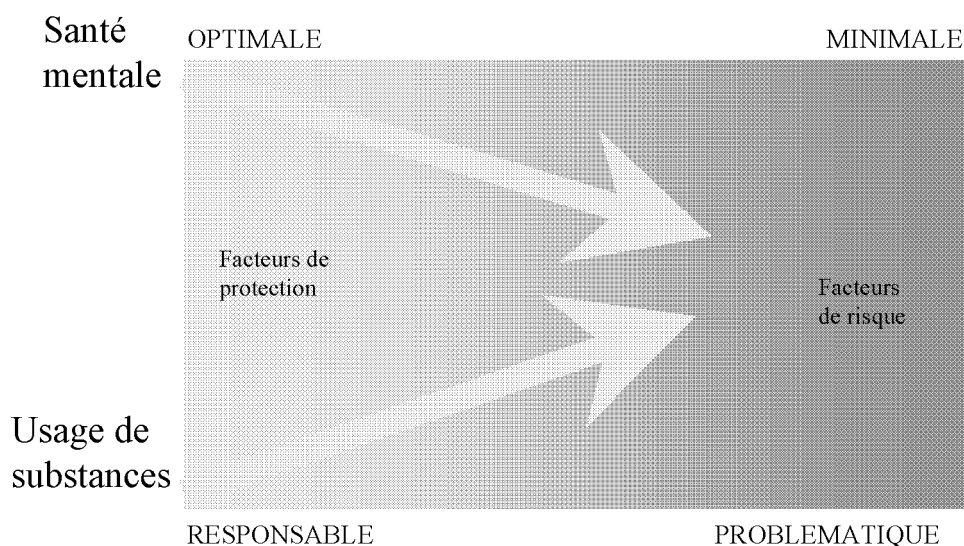 Santé
mentale
OPTIMALE
MINIMALE
Facteurs de
protection
Facteurs
de risque
Usage de
substances
RESPONSABLE
PROBLEMATIQUE